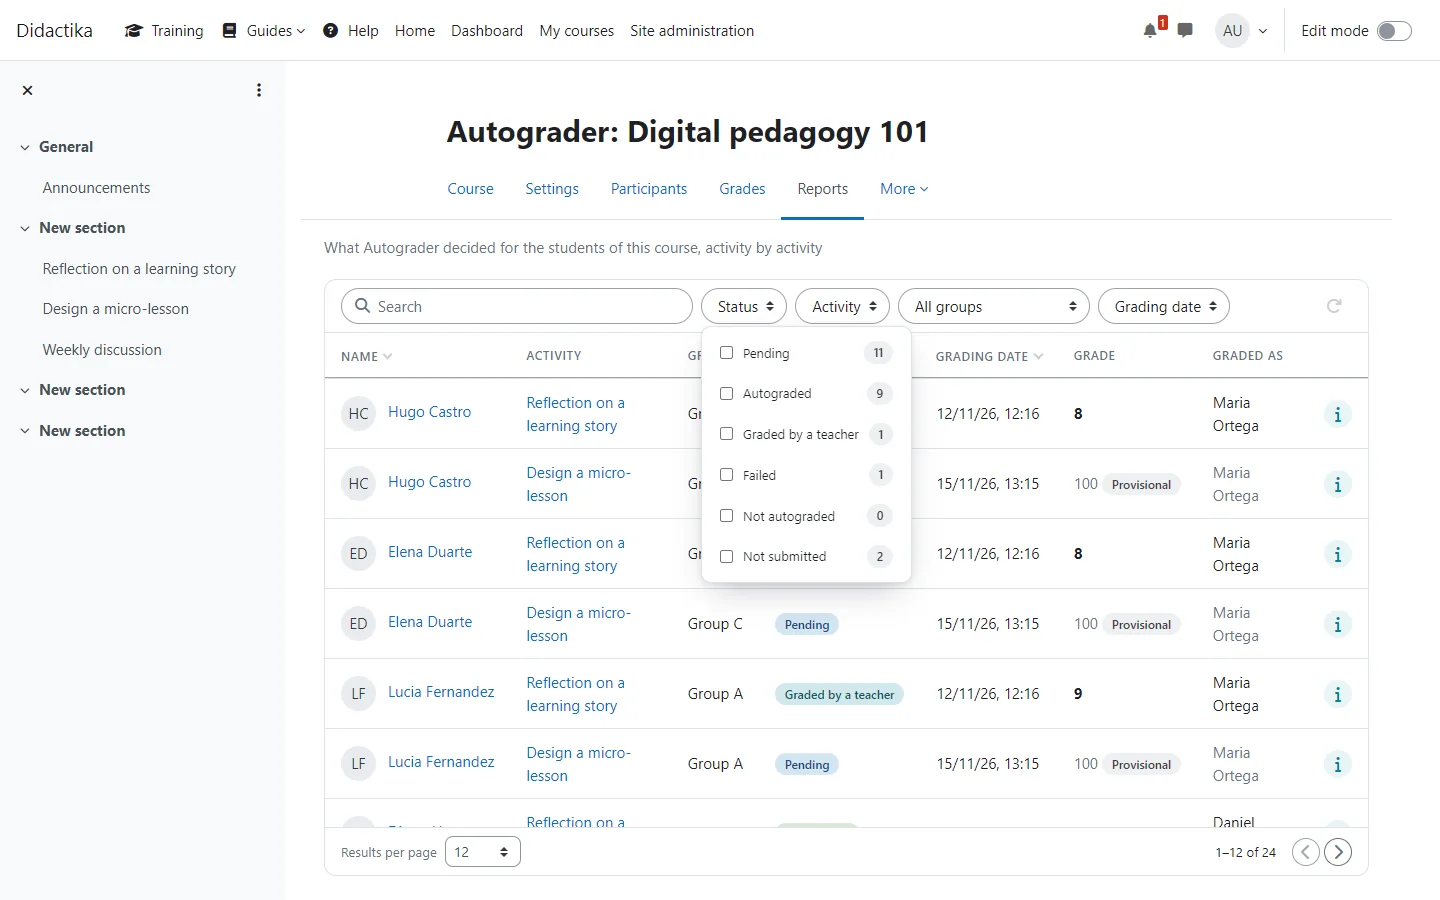 Didactika Training Guides Help Home Dashboard My courses Site administration 1 AU Edit mode
General
Announcements
New section
Reflection on a learning story
Design a micro-lesson
Weekly discussion
New section
New section
Autograder: Digital pedagogy 101
Course Settings Participants Grades Reports More
What Autograder decided for the students of this course, activity by activity
Search Status Activity All groups Grading date
NAME ACTIVITY GRADING DATE GRADE GRADED AS
Pending 11
Autograded 9
Graded by a teacher 1
Failed 1
Not autograded 0
Not submitted 2
HC Hugo Castro Reflection on a 12/11/26, 12:16 8 Maria
learning story Ortega
HC Hugo Castro Design a micro- 15/11/26, 13:15 100 Provisional Maria
lesson Ortega
ED Elena Duarte Reflection on a 12/11/26, 12:16 8 Maria
learning story Ortega
ED Elena Duarte Design a micro- Group C Pending 15/11/26, 13:15 100 Provisional Maria
lesson Ortega
LF Lucia Fernandez Reflection on a Group A Graded by a teacher 12/11/26, 12:16 9 Maria
learning story Ortega
LF Lucia Fernandez Design a micro- Group A Pending 15/11/26, 13:15 100 Provisional Maria
lesson Ortega
Reflection on a Daniel
Results per page 12 1–12 of 24